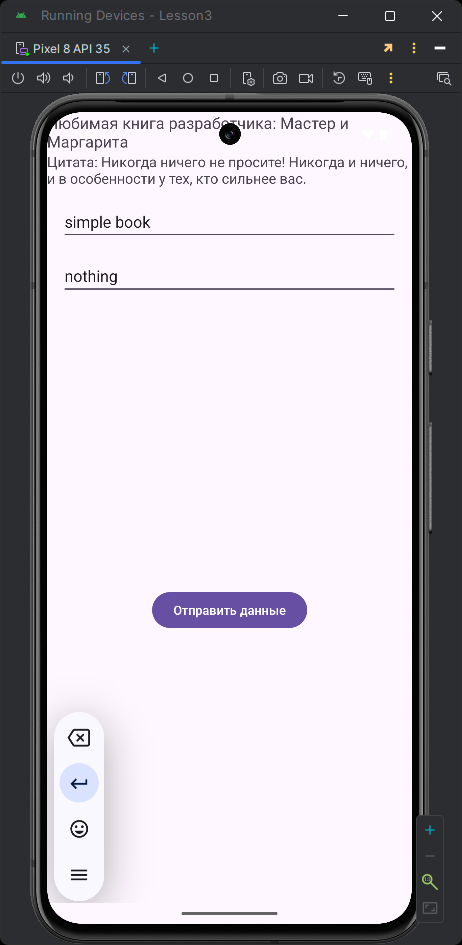 Running Devices - Lesson3
Pixel 8 API 35
Любимая книга разработчика: Мастер и
Маргарита
Цитата: Никогда ничего не просите! Никогда и ничего,
и в особенности у тех, кто сильнее вас.
simple book
nothing
Отправить данные